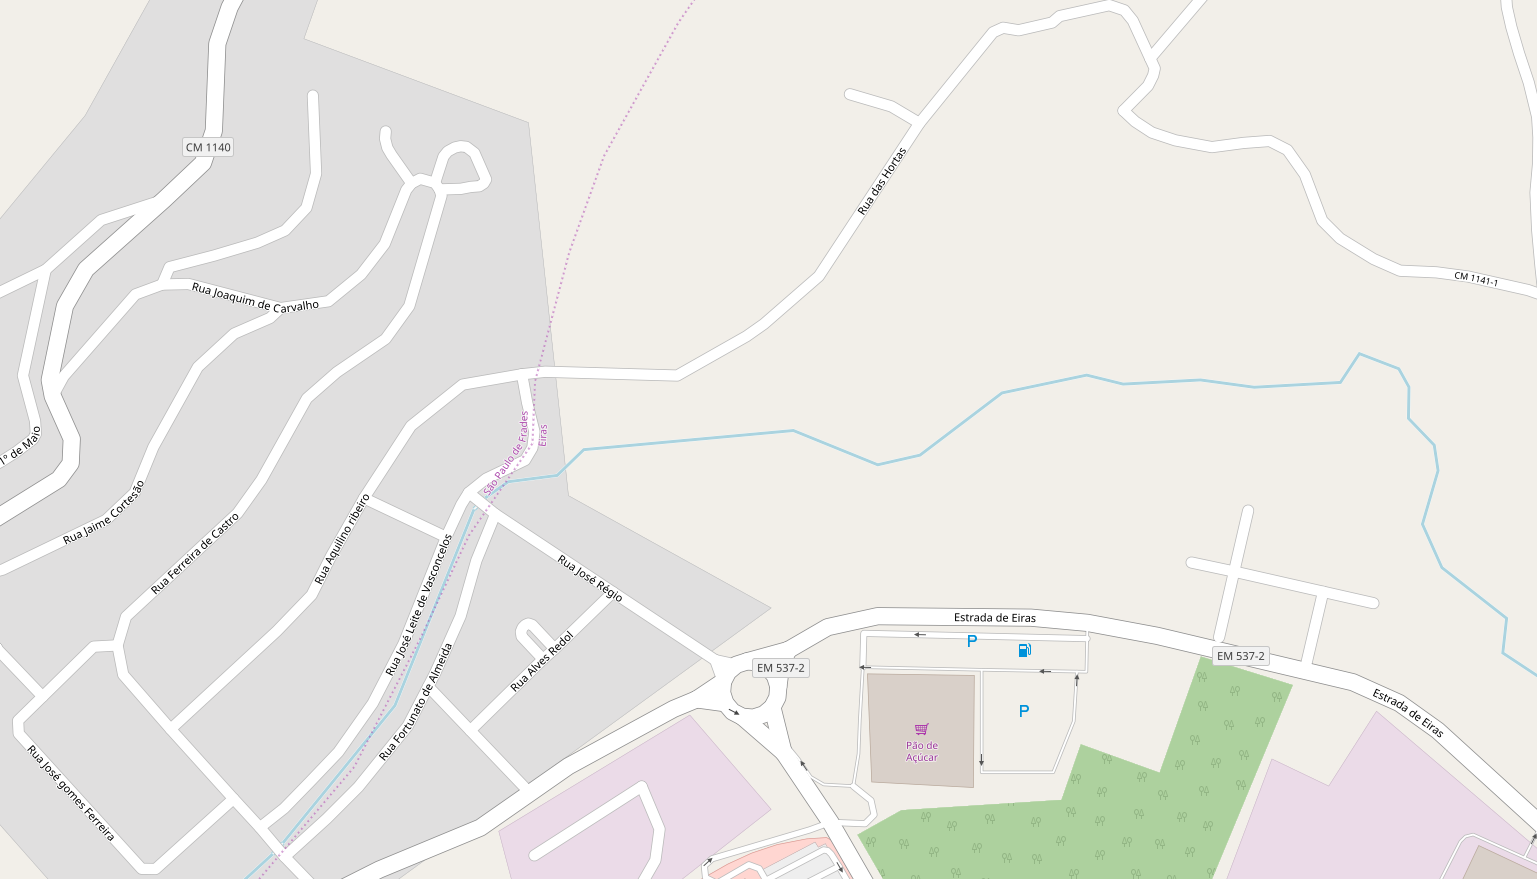 CM 1140
Rua das Hortas
CM 1141-1
Rua Joaquim de Carvalho
1º de Maio
São Paulo de Frades
Eiras
Rua Jaime Cortesão
Rua Ferreira de Castro
Rua Aquilino ribeiro
Rua José Leite de Vasconcelos
Rua José Régio
Estrada de Eiras
P
EM 537-2
EM 537-2
Rua Alves Redol
Rua Fortunato de Almeida
P
Estrada de Eiras
Pão de
Açúcar
Rua José gomes Ferreira